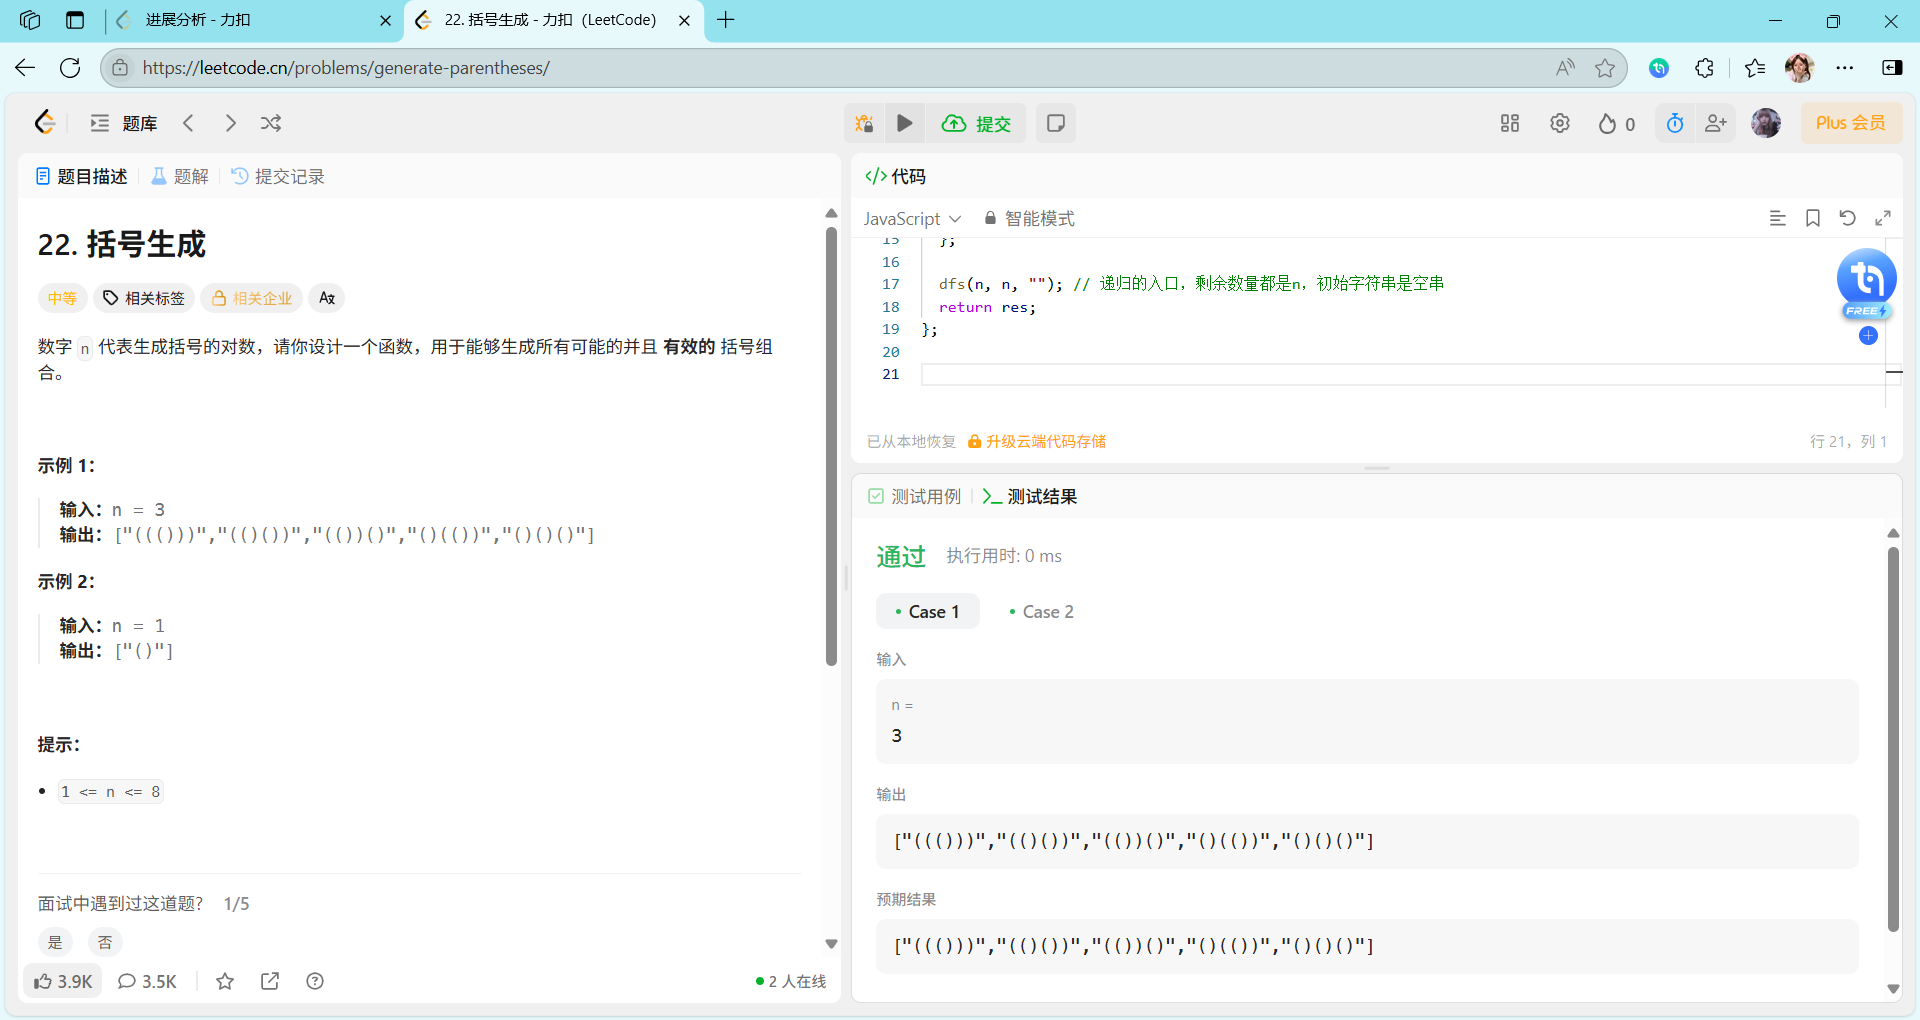 进展分析 - 力扣
22. 括号生成 - 力扣（LeetCode）
https://leetcode.cn/problems/generate-parentheses/
题库
提交
0
Plus 会员
题目描述
题解
提交记录
22. 括号生成
中等
相关标签
相关企业
数字 n 代表生成括号的对数，请你设计一个函数，用于能够生成所有可能的并且 有效的 括号组
合。
示例 1：
输入：n = 3
输出：["((()))","(()())","(())()","()(())","()()()"]
示例 2：
输入：n = 1
输出：["()"]
提示：
1 <= n <= 8
面试中遇到过这道题? 1/5
是
否
3.9K
3.5K
2 人在线
</> 代码
JavaScript
智能模式
15 };
16
17 dfs(n, n, ""); // 递归的入口，剩余数量都是n，初始字符串是空串
18 return res;
19 };
20
21
FREE
已从本地恢复
升级云端代码存储
行 21，列 1
测试用例
测试结果
通过
执行用时: 0 ms
Case 1
Case 2
输入
n =
3
输出
["((()))","(()())","(())()","()(())","()()()"]
预期结果
["((()))","(()())","(())()","()(())","()()()"]